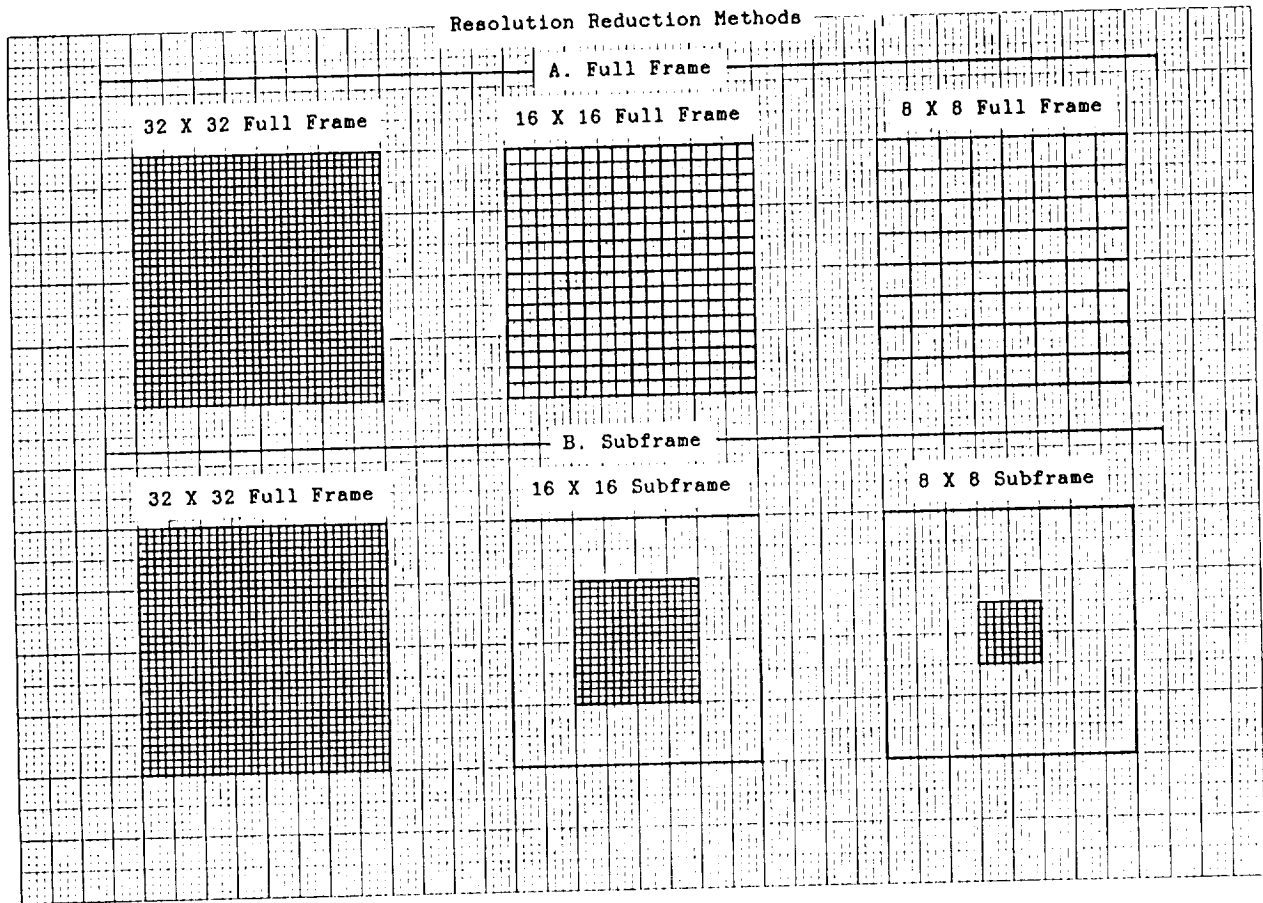 Resolution Reduction Methods
A. Full Frame
32 X 32 Full Frame
16 X 16 Full Frame
8 X 8 Full Frame
B. Subframe
32 X 32 Full Frame
16 X 16 Subframe
8 X 8 Subframe